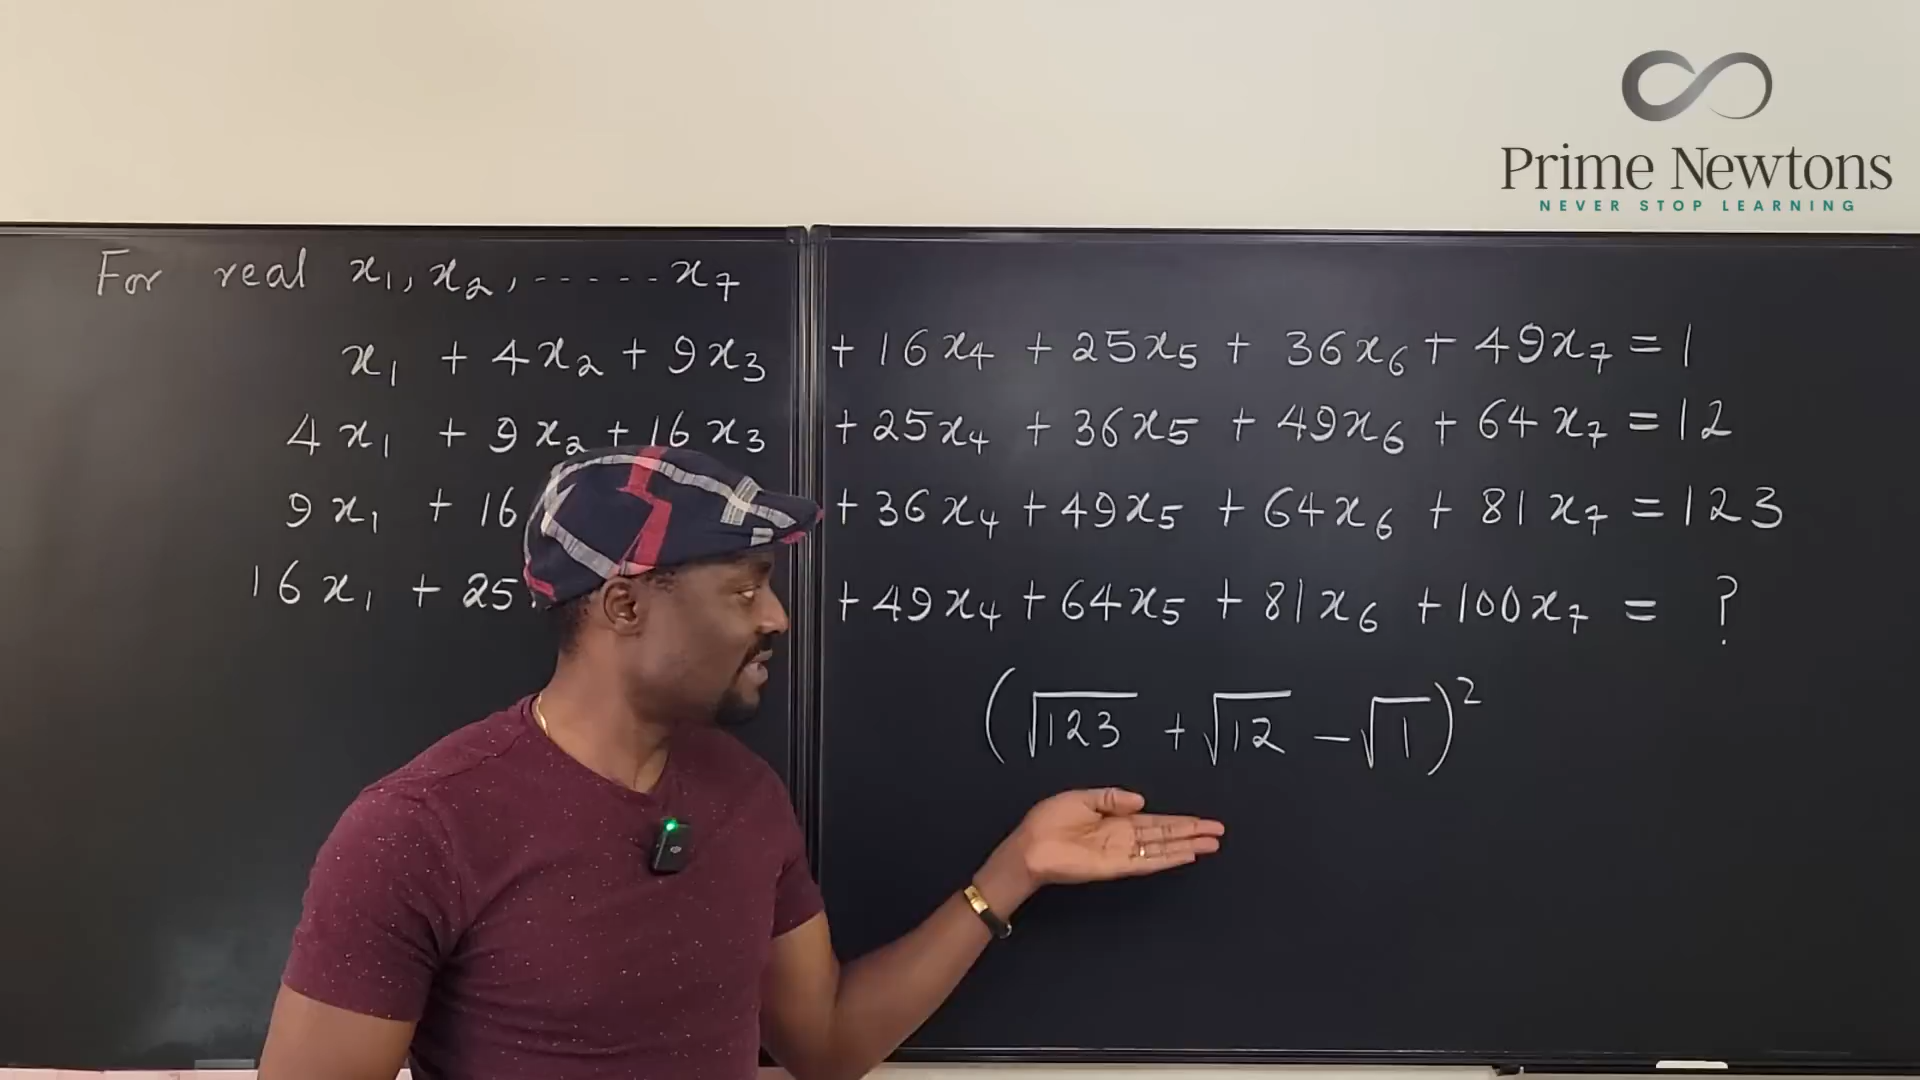 Prime Newtons
NEVER STOP LEARNING
For real x₁, x₂, ------ x₇
x₁ + 4x₂ + 9x₃ + 16x₄ + 25x₅ + 36x₆ + 49x₇ = 1
4x₁ + 9x₂ + 16x₃ + 25x₄ + 36x₅ + 49x₆ + 64x₇ = 12
9x₁ + 16 + 36x₄ + 49x₅ + 64x₆ + 81x₇ = 123
16x₁ + 25 + 49x₄ + 64x₅ + 81x₆ + 100x₇ = ?
(√123 + √12 − √1)²